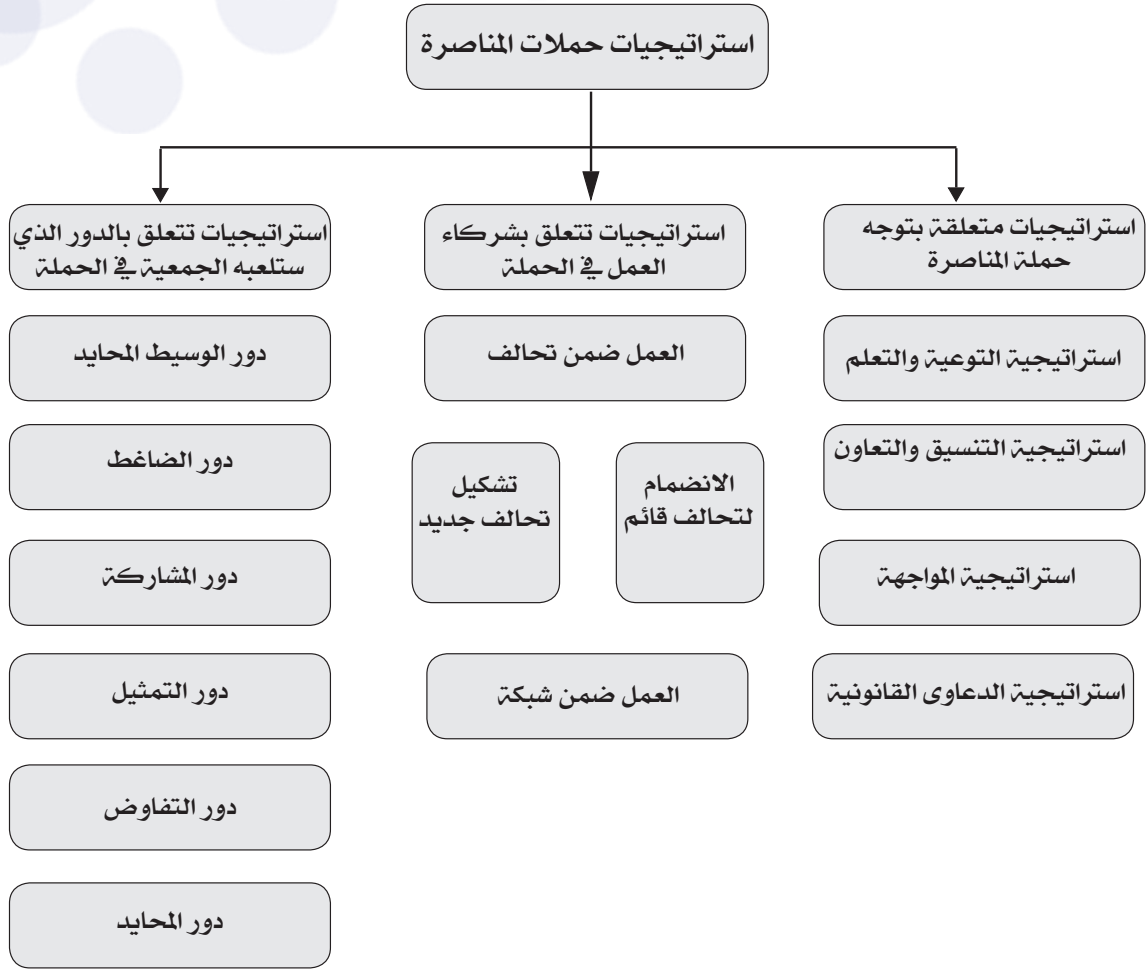 استراتيجيات حملات المناصرة
استراتيجيات متعلقة بتوجه
حملة المناصرة
استراتيجية التوعية والتعلم
استراتيجية التنسيق والتعاون
استراتيجية المواجهة
استراتيجية الدعاوى القانونية
استراتيجيات تتعلق بشركاء
العمل في الحملة
العمل ضمن تحالف
الانضمام
لتحالف قائم
تشكيل
تحالف جديد
العمل ضمن شبكة
استراتيجيات تتعلق بالدور الذي
ستلعبه الجمعية في الحملة
دور الوسيط المحايد
دور الضاغط
دور المشاركة
دور التمثيل
دور التفاوض
دور المحايد